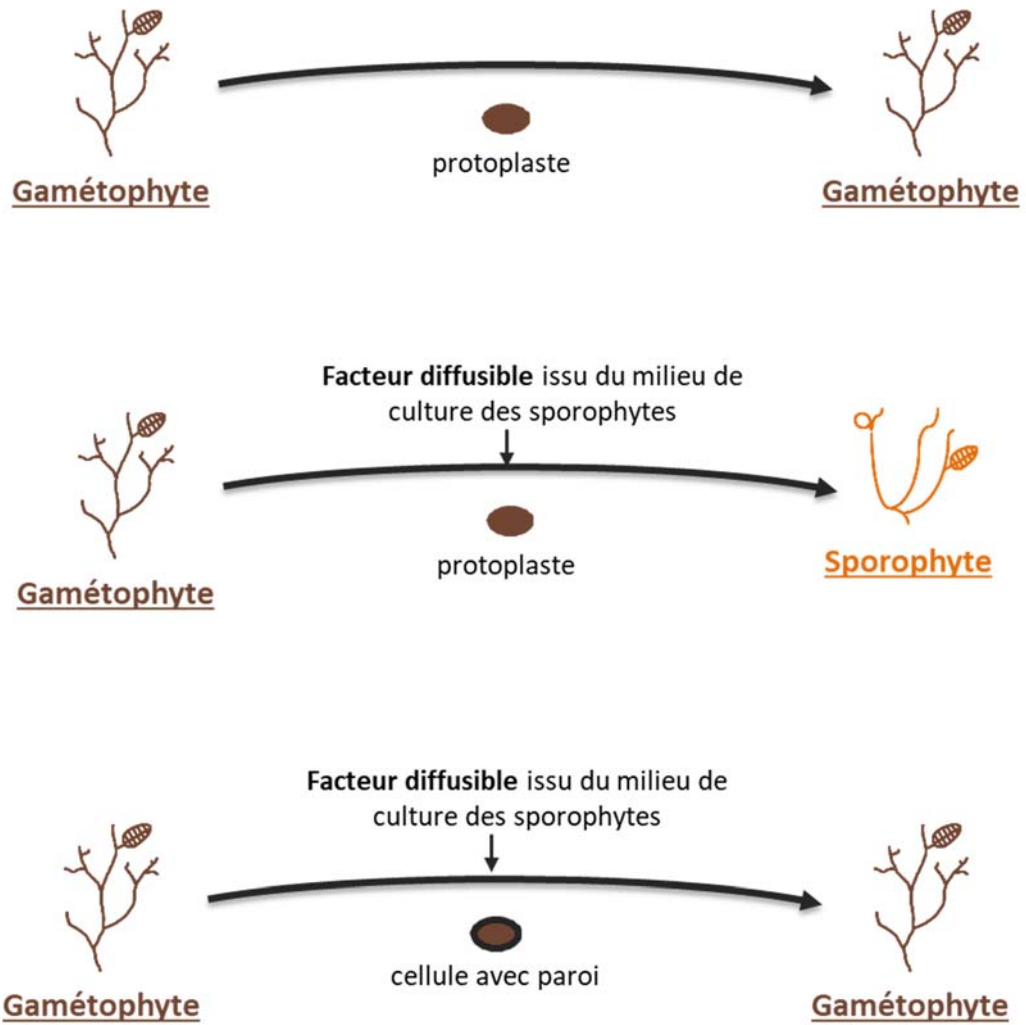 protoplaste
Gamétophyte
Gamétophyte
Facteur diffusible issu du milieu de
culture des sporophytes
protoplaste
Sporophyte
Gamétophyte
Facteur diffusible issu du milieu de
culture des sporophytes
cellule avec paroi
Gamétophyte
Gamétophyte